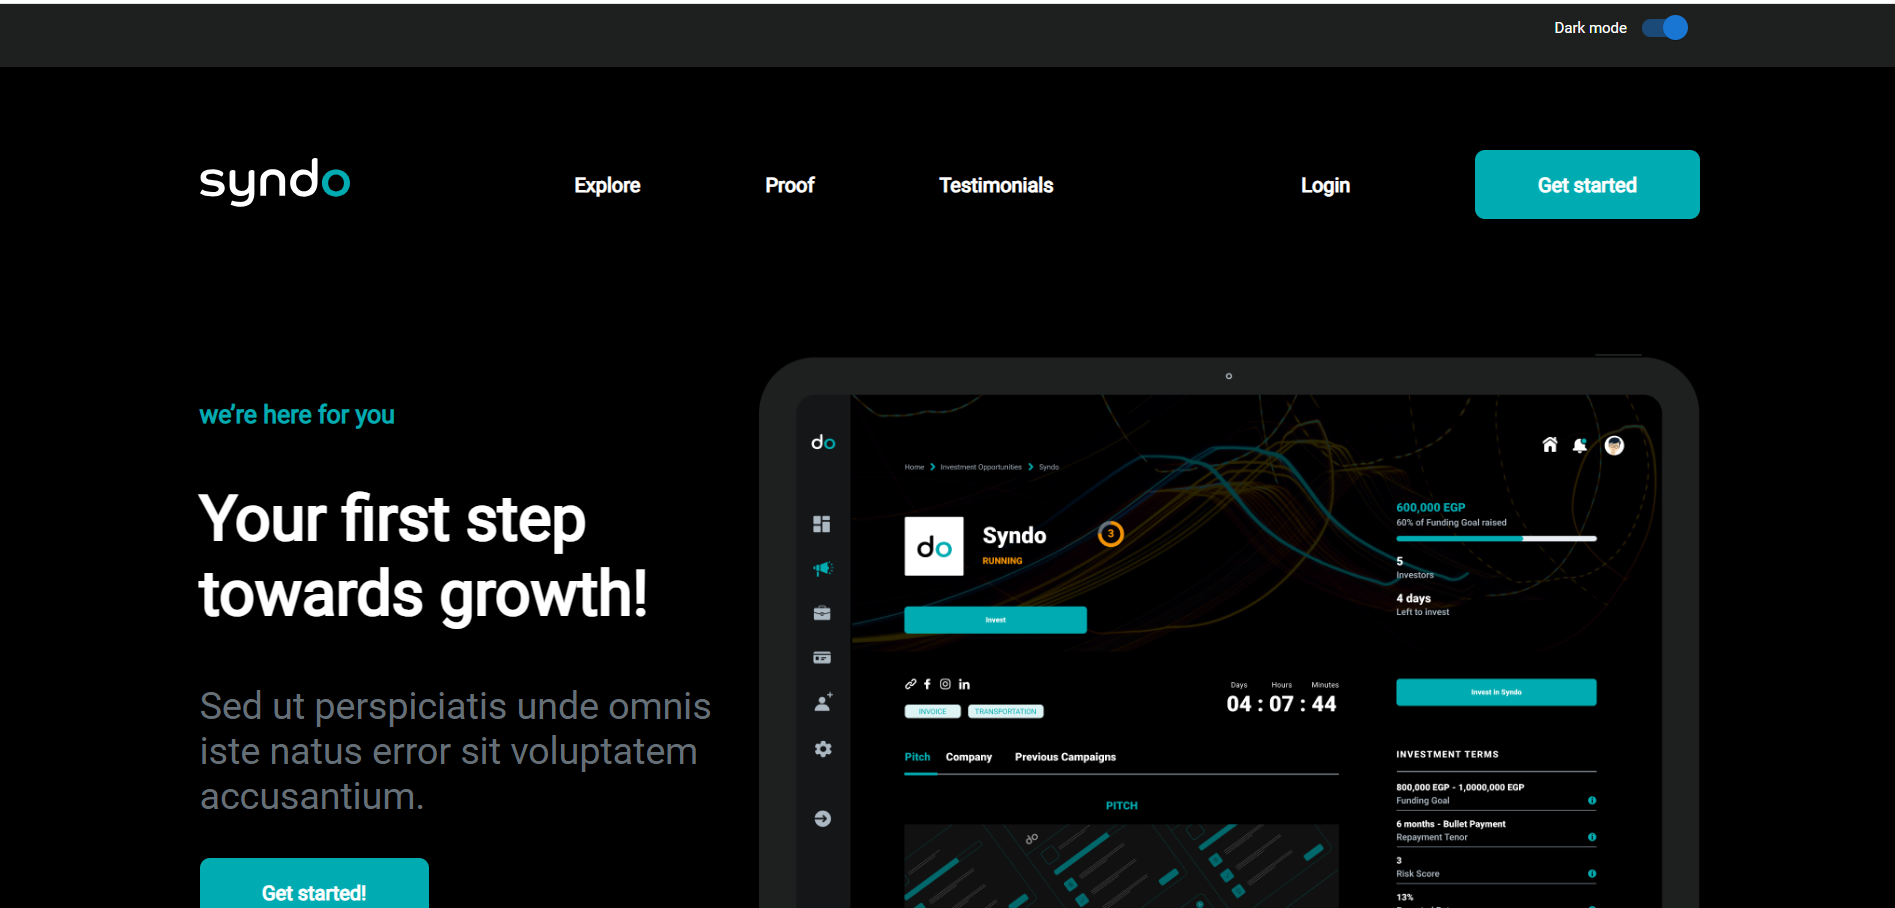 Dark mode
syndo
Explore
Proof
Testimonials
Login
Get started
we're here for you
Your first step
towards growth!
Sed ut perspiciatis unde omnis
iste natus error sit voluptatem
accusantium.
Get started!
do
Home
Investment Opportunities
Syndo
do
Syndo
RUNNING
3
Invest
600,000 EGP
60% of Funding Goal raised
5
Investors
4 days
Left to invest
INVOICE
TRANSPORTATION
Days Hours Minutes
04 : 07 : 44
Invest in Syndo
Pitch
Company
Previous Campaigns
PITCH
do
INVESTMENT TERMS
800,000 EGP - 1,0000,000 EGP
Funding Goal
6 months - Bullet Payment
Repayment Tenor
3
Risk Score
13%